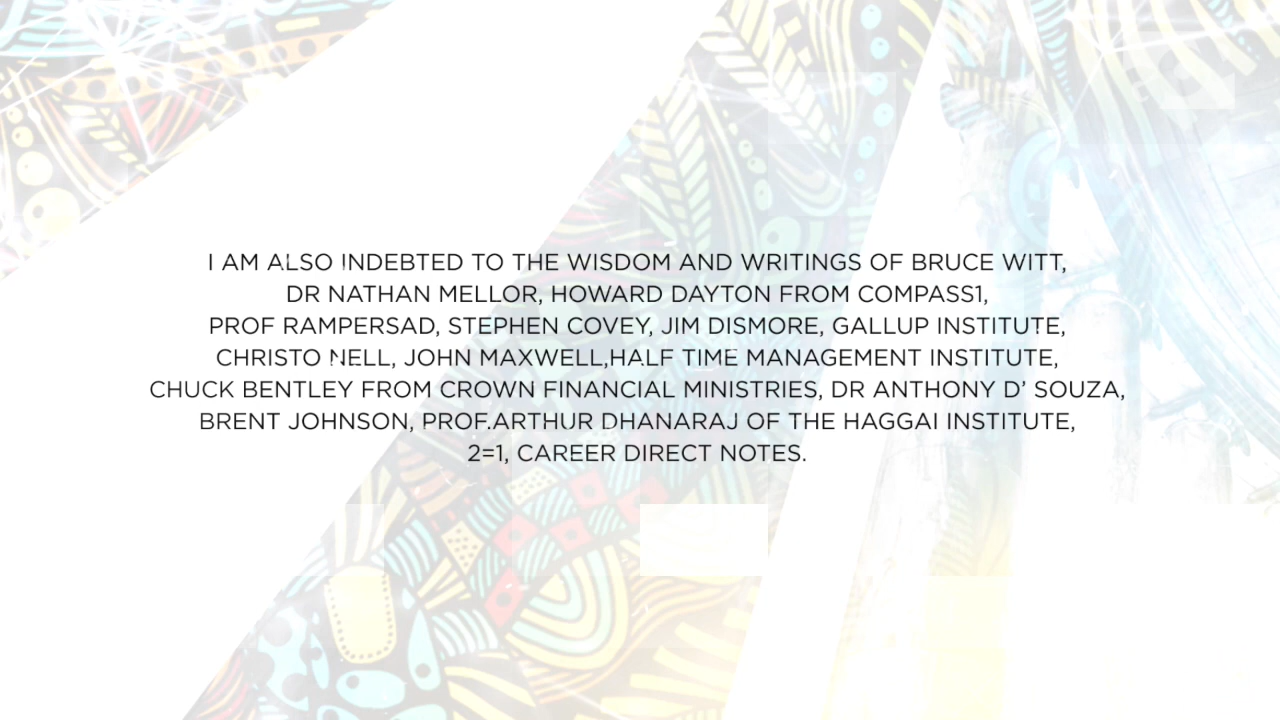 I AM ALSO INDEBTED TO THE WISDOM AND WRITINGS OF BRUCE WITT,
DR NATHAN MELLOR, HOWARD DAYTON FROM COMPASS1,
PROF RAMPERSAD, STEPHEN COVEY, JIM DISMORE, GALLUP INSTITUTE,
CHRISTO NELL, JOHN MAXWELL,HALF TIME MANAGEMENT INSTITUTE,
CHUCK BENTLEY FROM CROWN FINANCIAL MINISTRIES, DR ANTHONY D’ SOUZA,
BRENT JOHNSON, PROF.ARTHUR DHANARAJ OF THE HAGGAI INSTITUTE,
2=1, CAREER DIRECT NOTES.